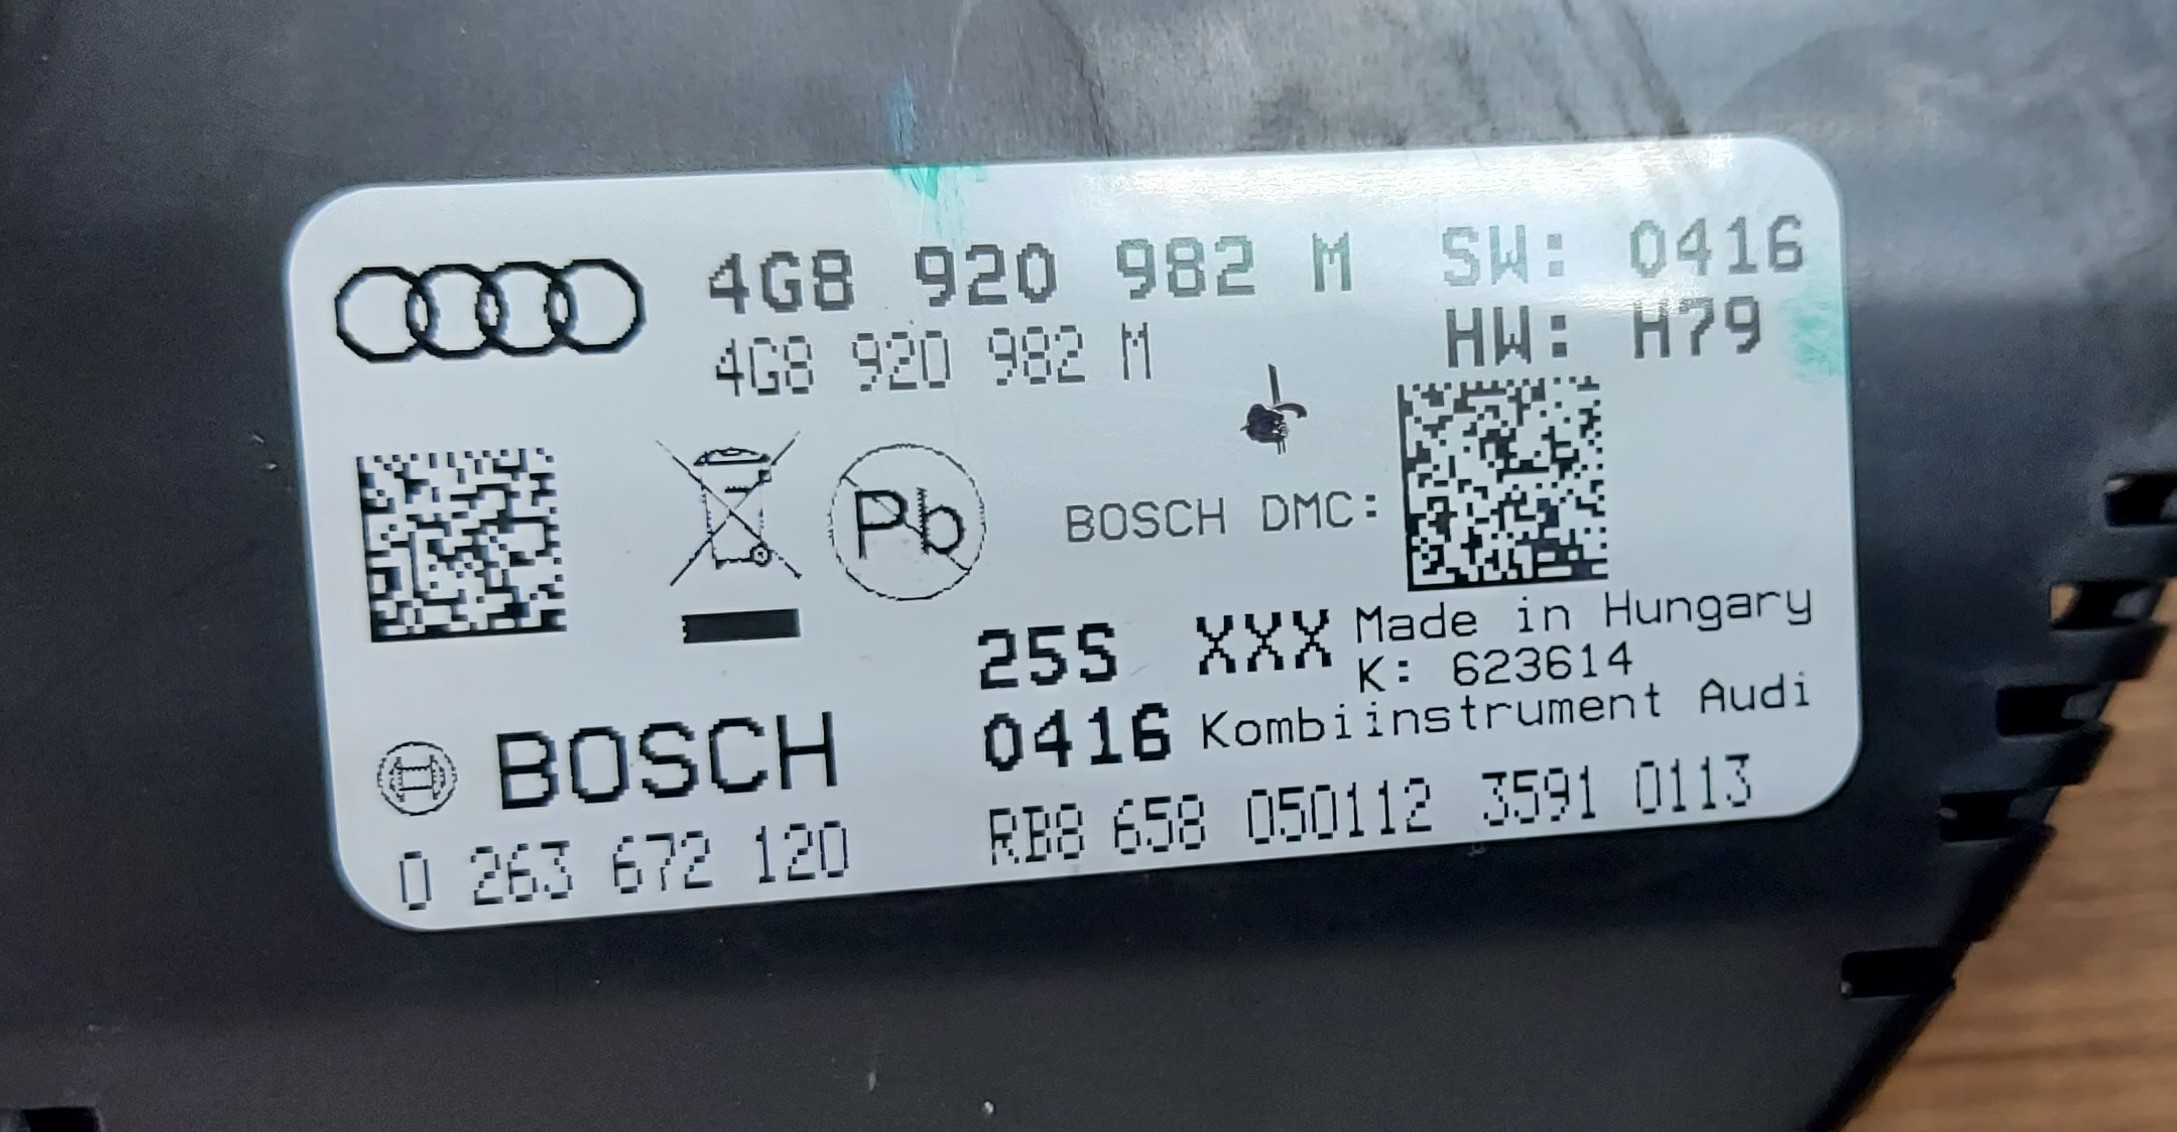 4G8 920 982 M SW: 0416
4G8 920 982 M HW: H79
Pb
BOSCH DMC:
25S XXX Made in Hungary
K: 623614
0416 Kombiinstrument Audi
BOSCH
0 263 672 120 RB8 658 050112 3591 0113